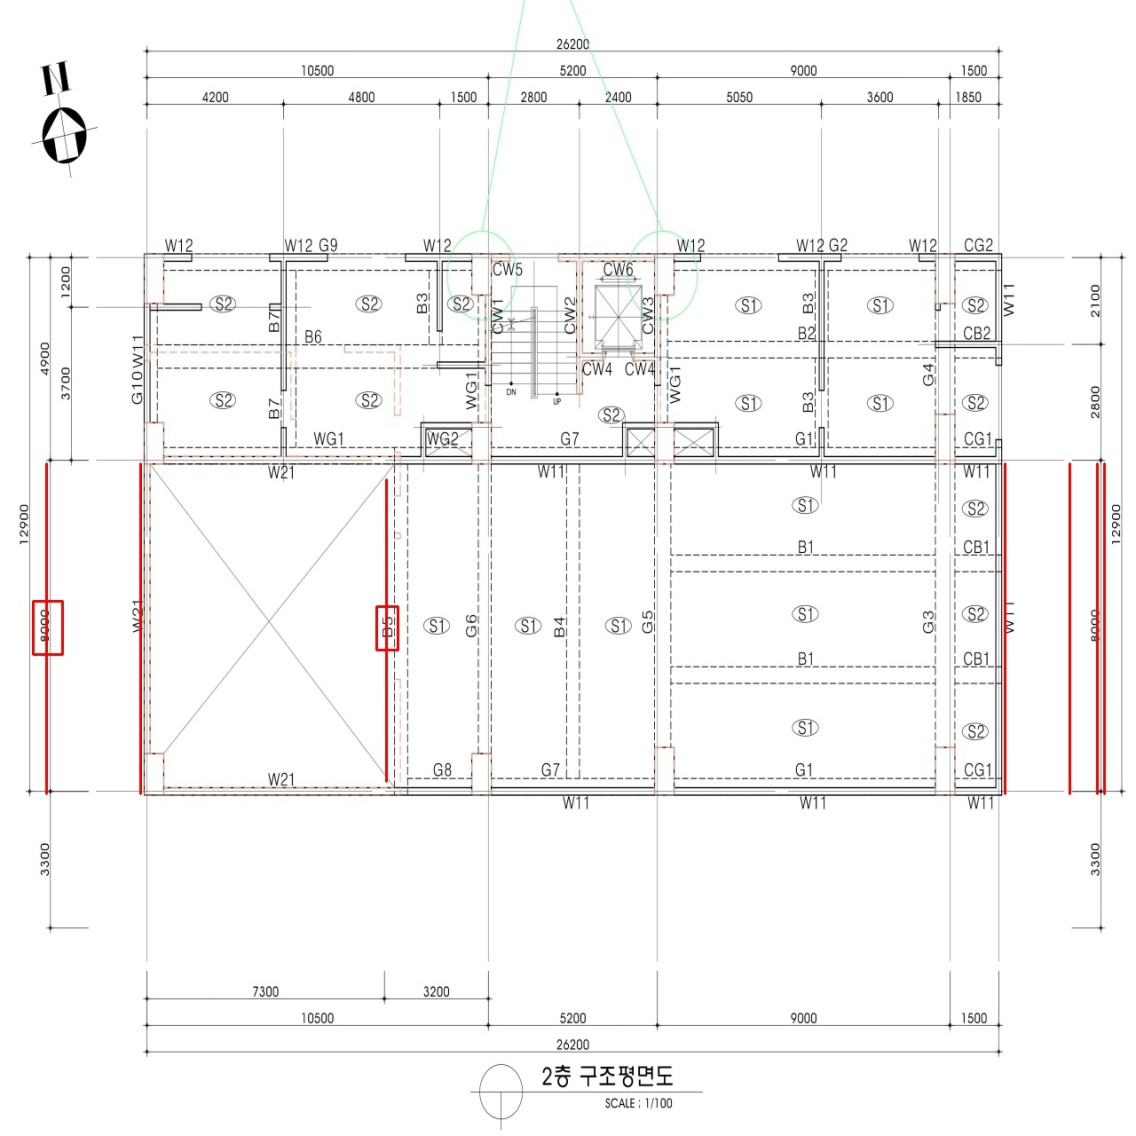 26200
10500 5200 9000 1500
4200 4800 1500 2800 2400 5050 3600 1850
N
W12 W12 G9 W12 W12 W12 G2 W12 CG2
CW5 CW6
1200 S2 B7 S2 B3 S2 CW1 CW2 CW3 S1 B3 S1 S2 W11 2100
B6 B2 CB2
4900 3700 G10 W11 CW4 CW4 G4
DN UP
S2 B7 S2 WG1 S2 WG1 S1 B3 S1 S2 2800
WG1 WG2 G7 G1 CG1
W21 W11 W11 W11
S1 S2
12900 12900
B1 CB1
8000 W21 B5 S1 G6 S1 B4 S1 G5 S1 G3 S2 W11 8000
B1 CB1
S1 S2
W21 G8 G7 G1 CG1
W11 W11 W11
3300 3300
7300 3200
10500 5200 9000 1500
26200
2층 구조평면도
SCALE : 1/100